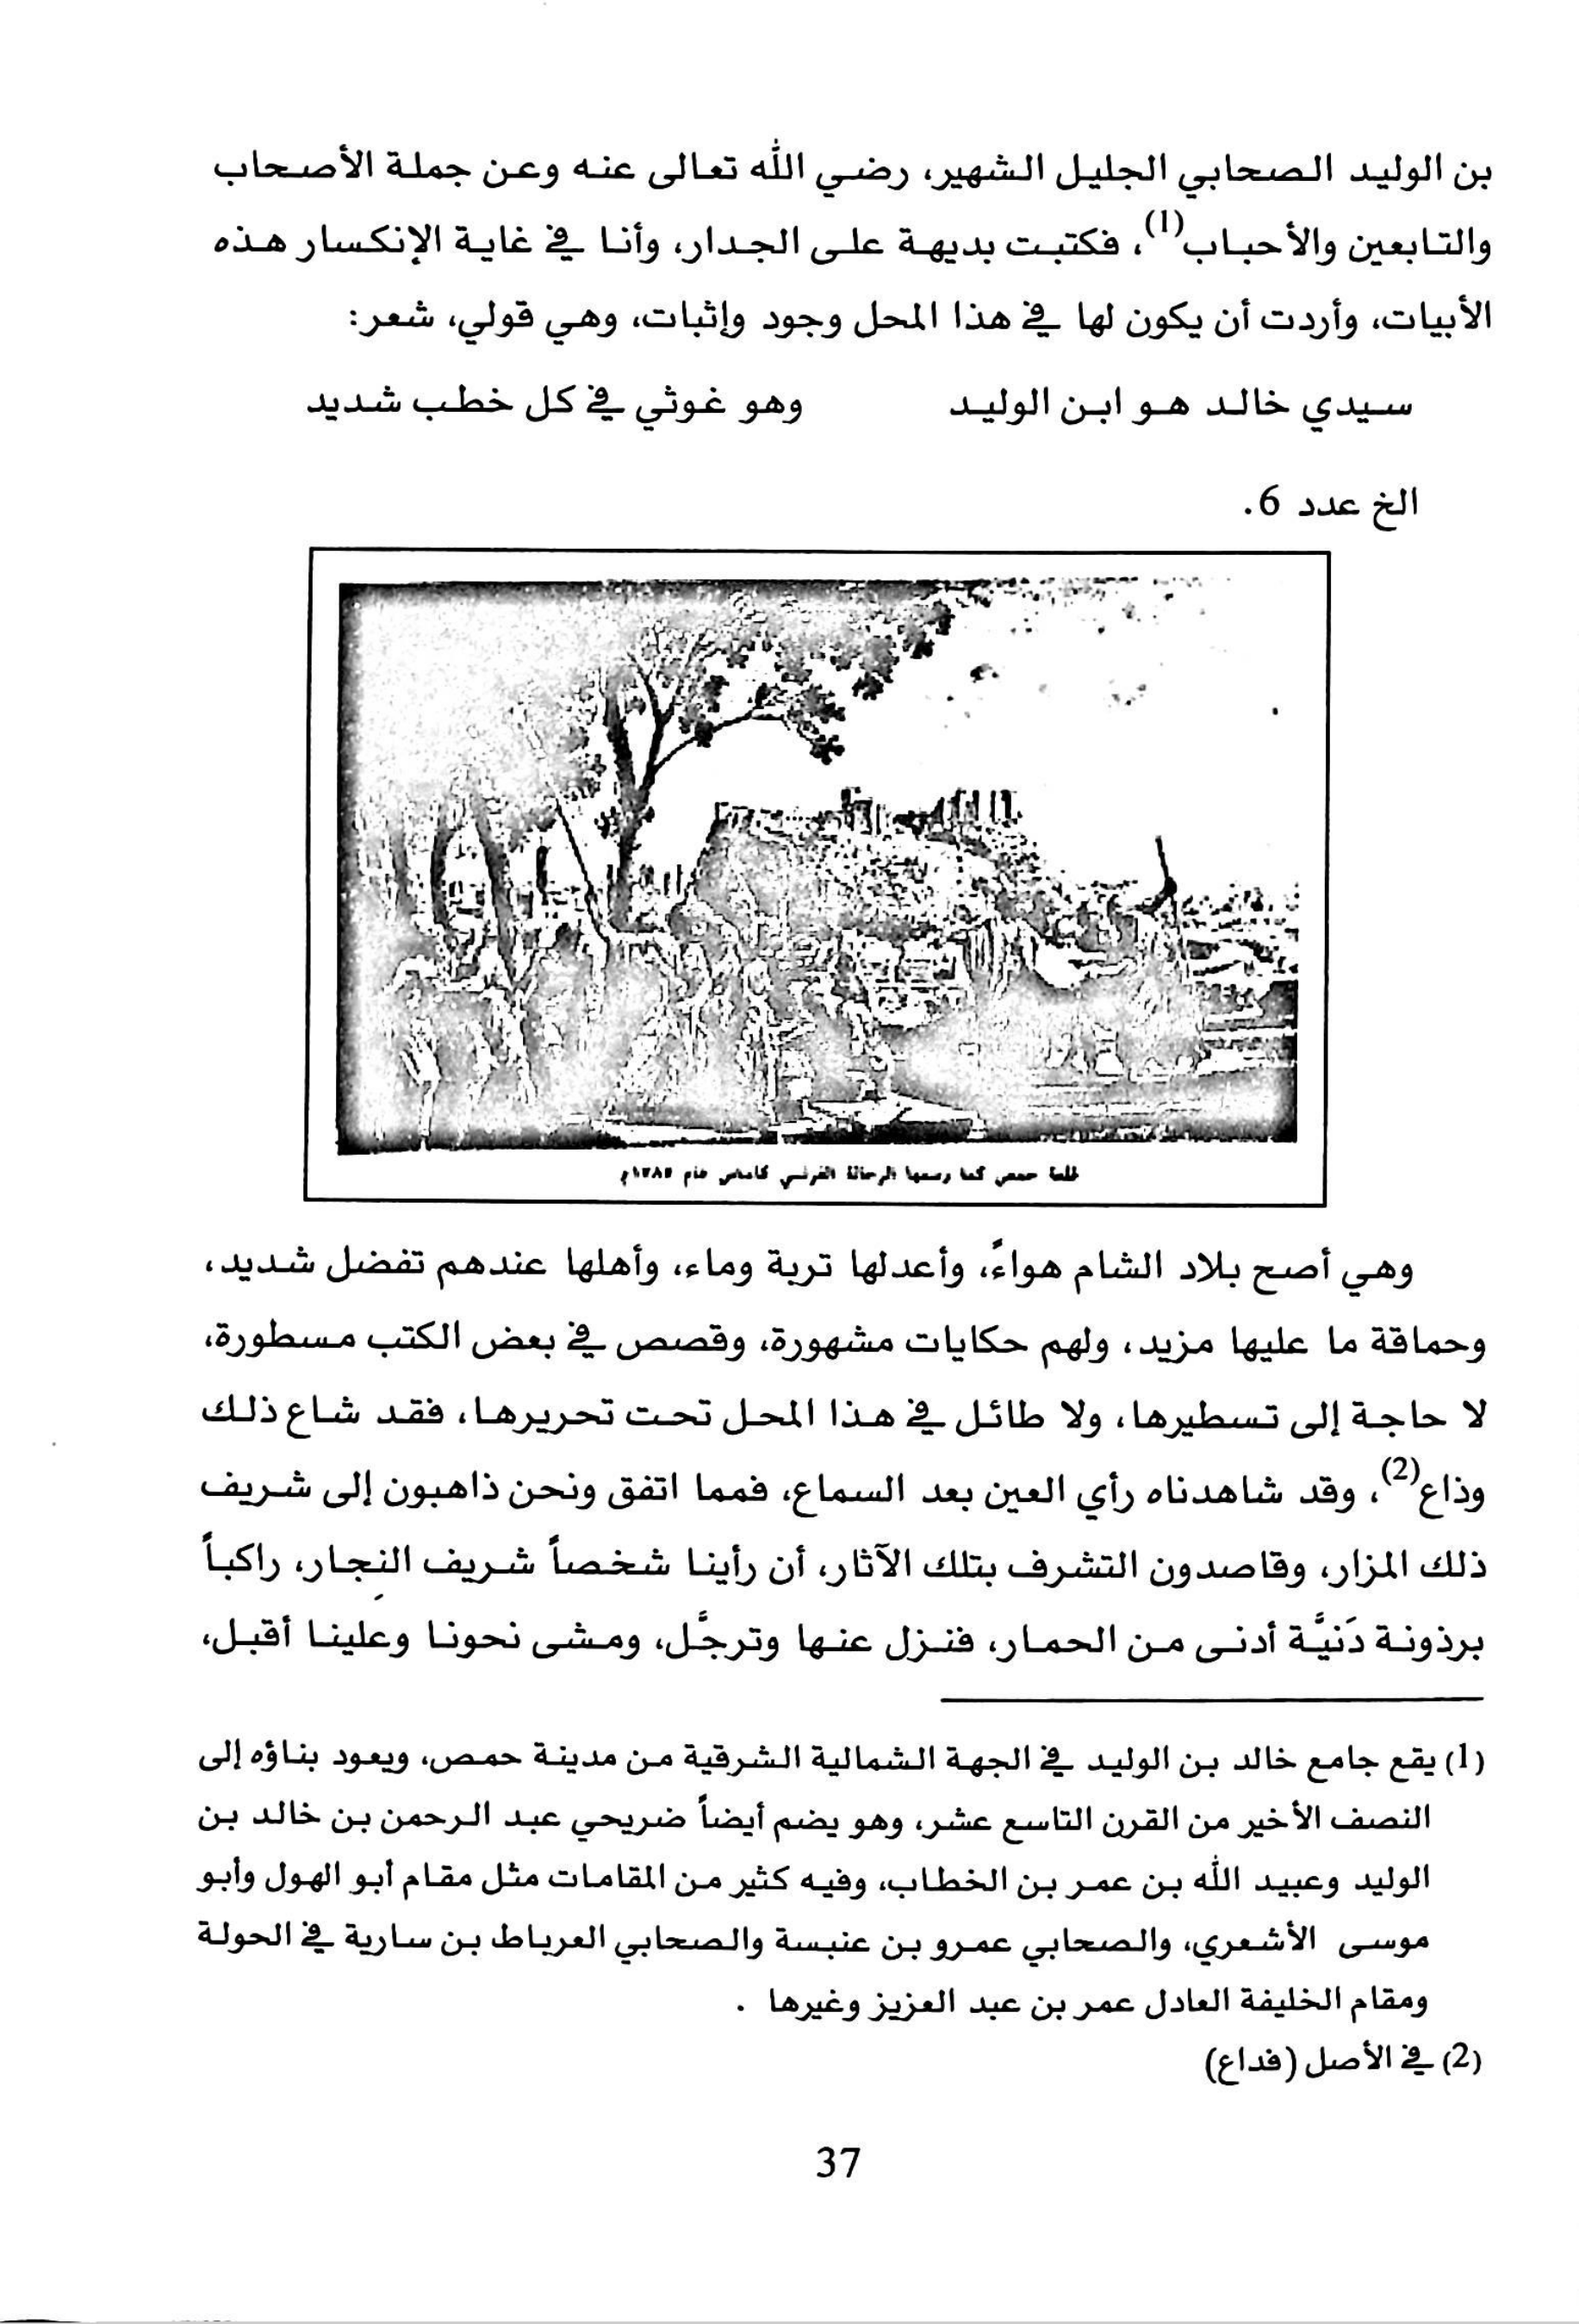 بن الوليد الصحابي الجليل الشهير، رضي الله تعالى عنه وعن جملة الأصحاب
والتابعين والأحباب(1)، فكتبت بديهة على الجدار، وأنا في غاية الإنكسار هذه
الأبيات، وأردت أن يكون لها في هذا المحل وجود وإثبات، وهي قولي، شعر:
سيدي خالد هو ابن الوليد وهو غوثي في كل خطب شديد
الخ عدد 6.
قلعة حمص كما رسمها الرحالة الفرنسي كاساس عام
وهي أصح بلاد الشام هواءً، وأعدلها تربة وماء، وأهلها عندهم تفضل شديد،
وحماقة ما عليها مزيد، ولهم حكايات مشهورة، وقصص في بعض الكتب مسطورة،
لا حاجة إلى تسطيرها، ولا طائل في هذا المحل تحت تحريرها، فقد شاع ذلك
وذاع(2)، وقد شاهدناه رأي العين بعد السماع، فمما اتفق ونحن ذاهبون إلى شريف
ذلك المزار، وقاصدون التشرف بتلك الآثار، أن رأينا شخصاً شريف النجار، راكباً
برذونة دَنيَّة أدنى من الحمار، فنزل عنها وترجَّل، ومشى نحونا وعلينا أقبل،
(1) يقع جامع خالد بن الوليد في الجهة الشمالية الشرقية من مدينة حمص، ويعود بناؤه إلى
النصف الأخير من القرن التاسع عشر، وهو يضم أيضاً ضريحي عبد الرحمن بن خالد بن
الوليد وعبيد الله بن عمر بن الخطاب، وفيه كثير من المقامات مثل مقام أبو الهول وأبو
موسى الأشعري، والصحابي عمرو بن عنبسة والصحابي العرباط بن سارية في الحولة
ومقام الخليفة العادل عمر بن عبد العزيز وغيرها .
(2) في الأصل (فداع)
37